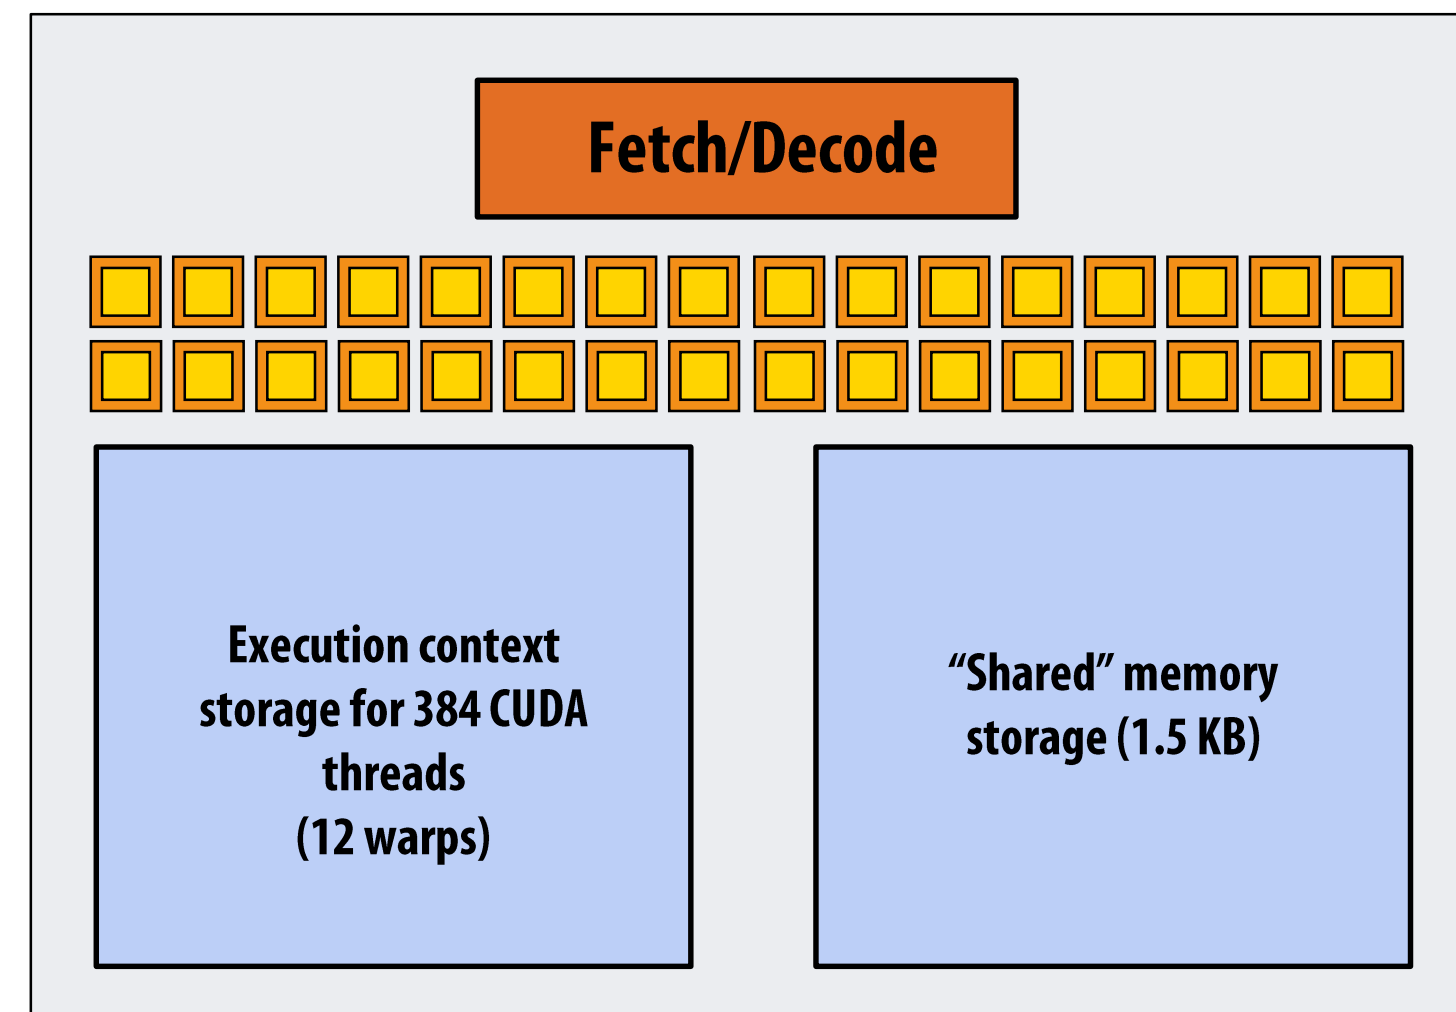 Fetch/Decode
Execution context
storage for 384 CUDA
threads
(12 warps)
“Shared” memory
storage (1.5 KB)